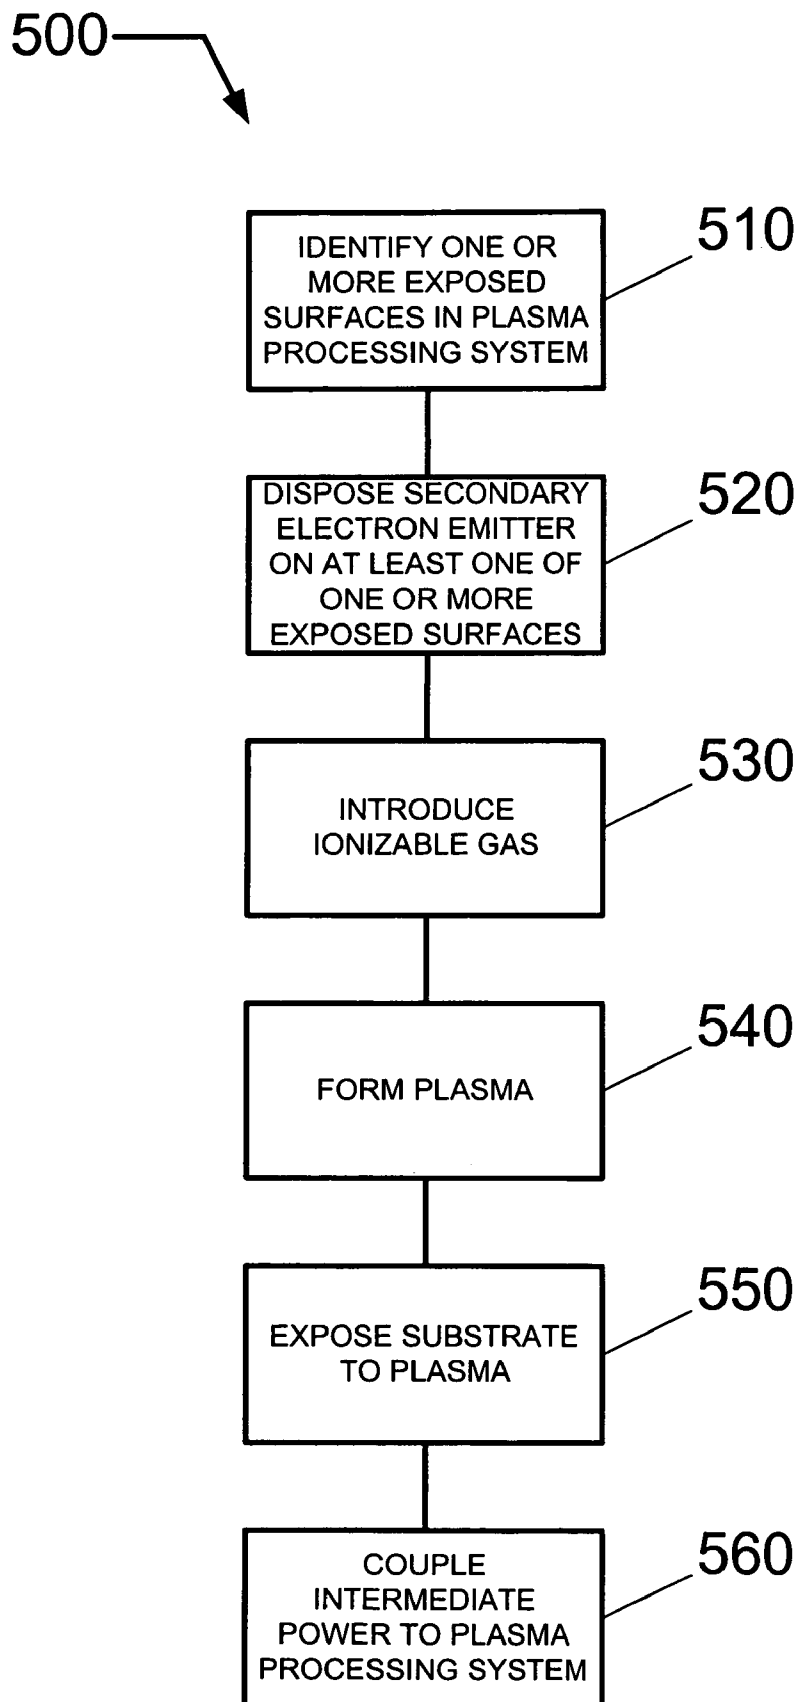 500
510
IDENTIFY ONE OR
MORE EXPOSED
SURFACES IN PLASMA
PROCESSING SYSTEM
520
DISPOSE SECONDARY
ELECTRON EMITTER
ON AT LEAST ONE OF
ONE OR MORE
EXPOSED SURFACES
530
INTRODUCE
IONIZABLE GAS
540
FORM PLASMA
550
EXPOSE SUBSTRATE
TO PLASMA
560
COUPLE
INTERMEDIATE
POWER TO PLASMA
PROCESSING SYSTEM